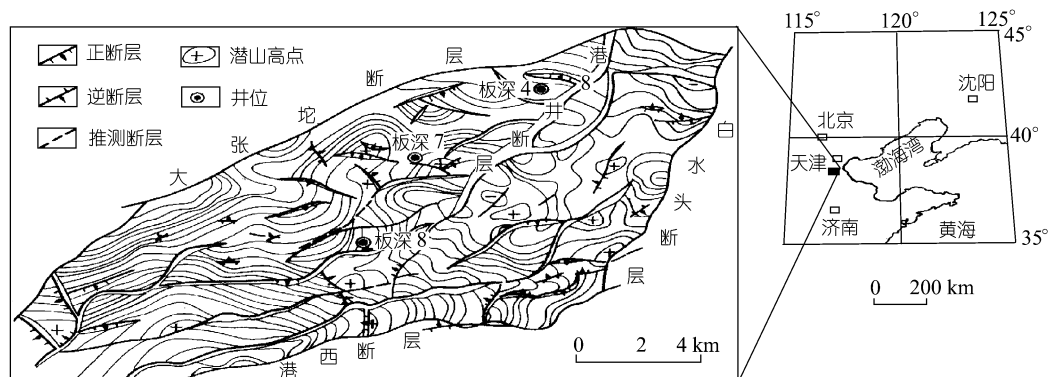 正断层
潜山高点
逆断层
井位
推测断层
大张坨断层
港8井断层
白水头断层
港西断层
板深4
板深7
板深8
0 2 4 km
115° 120° 125°
45°
沈阳
北京
40°
天津
渤海湾
济南
黄海
35°
0 200 km